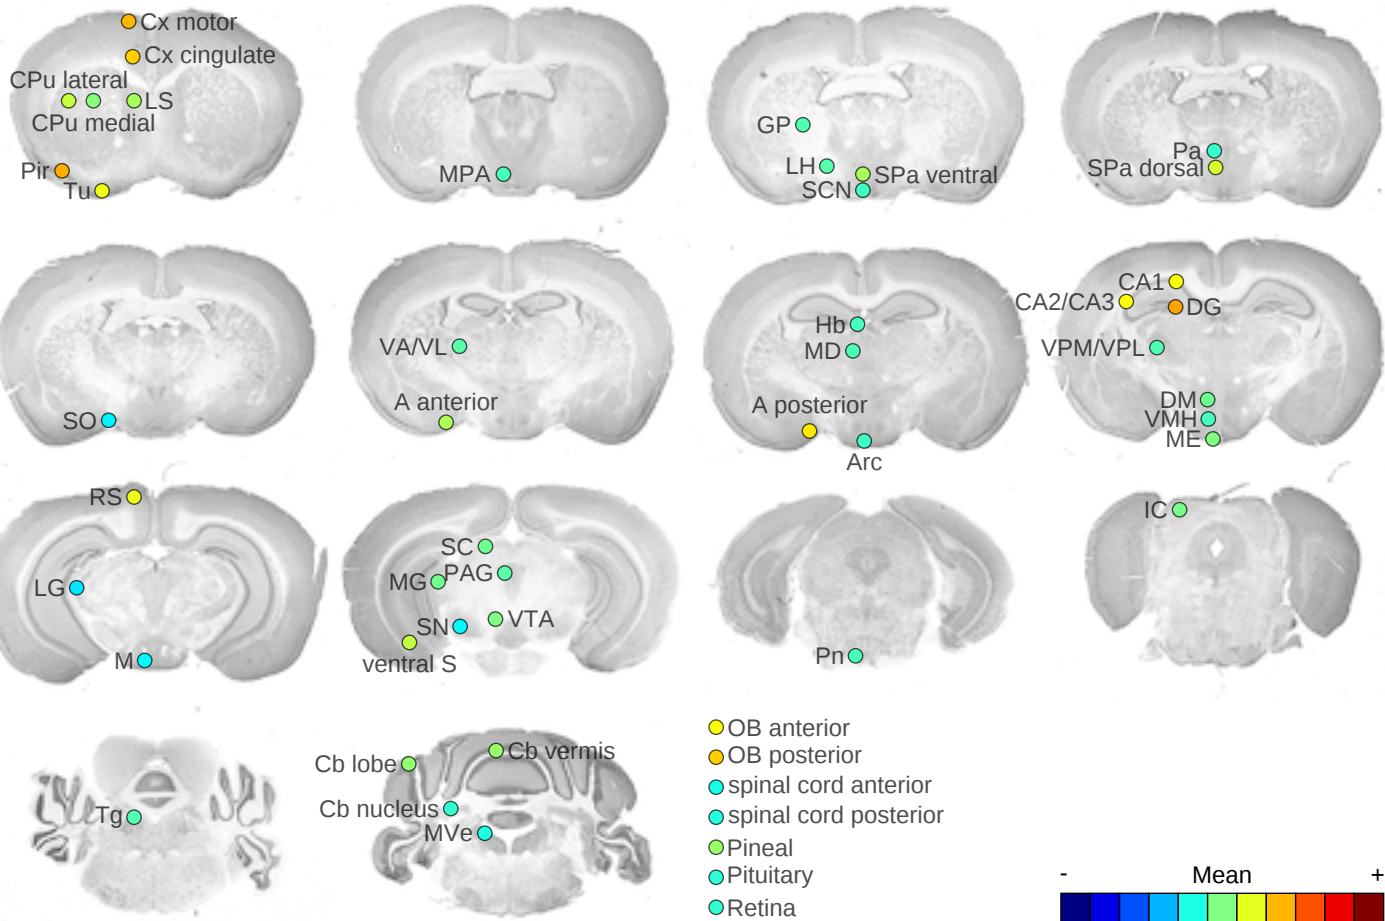 Cx motor
Cx cingulate
CPu lateral
LS
CPu medial
Pir
Tu
MPA
GP
LH
SPa ventral
SCN
Pa
SPa dorsal
SO
VA/VL
A anterior
Hb
MD
A posterior
Arc
CA1
CA2/CA3
DG
VPM/VPL
DM
VMH
ME
RS
LG
M
SC
MG
PAG
SN
VTA
ventral S
Pn
IC
Tg
Cb lobe
Cb vermis
Cb nucleus
MVe
OB anterior
OB posterior
spinal cord anterior
spinal cord posterior
Pineal
Pituitary
Retina
- Mean +